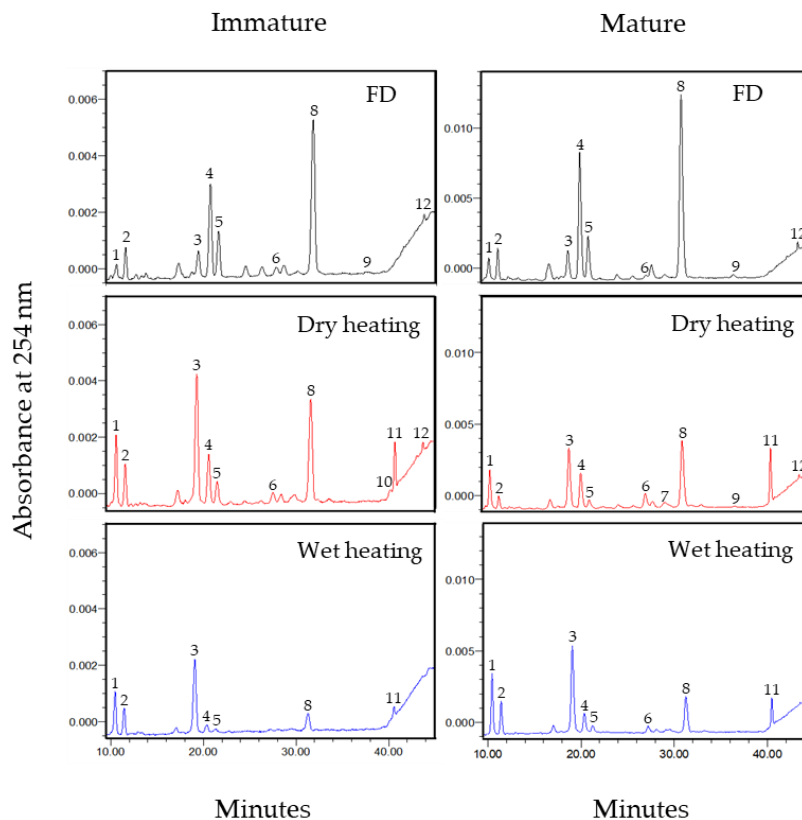 Immature Mature
Absorbance at 254 nm
FD
0.006
0.004
0.002
0.000
1 2 3 4 5 6 8 9 12
FD
0.010
0.005
0.000
1 2 3 4 5 6 8 9 12
Dry heating
0.006
0.004
0.002
0.000
1 2 3 4 5 6 8 10 11 12
Dry heating
0.010
0.005
0.000
1 2 3 4 5 6 7 8 9 11 12
Wet heating
0.006
0.004
0.002
0.000
1 2 3 4 5 8 11
10.00 20.00 30.00 40.00
Wet heating
0.010
0.005
0.000
1 2 3 4 5 6 8 11
10.00 20.00 30.00 40.00
Minutes Minutes